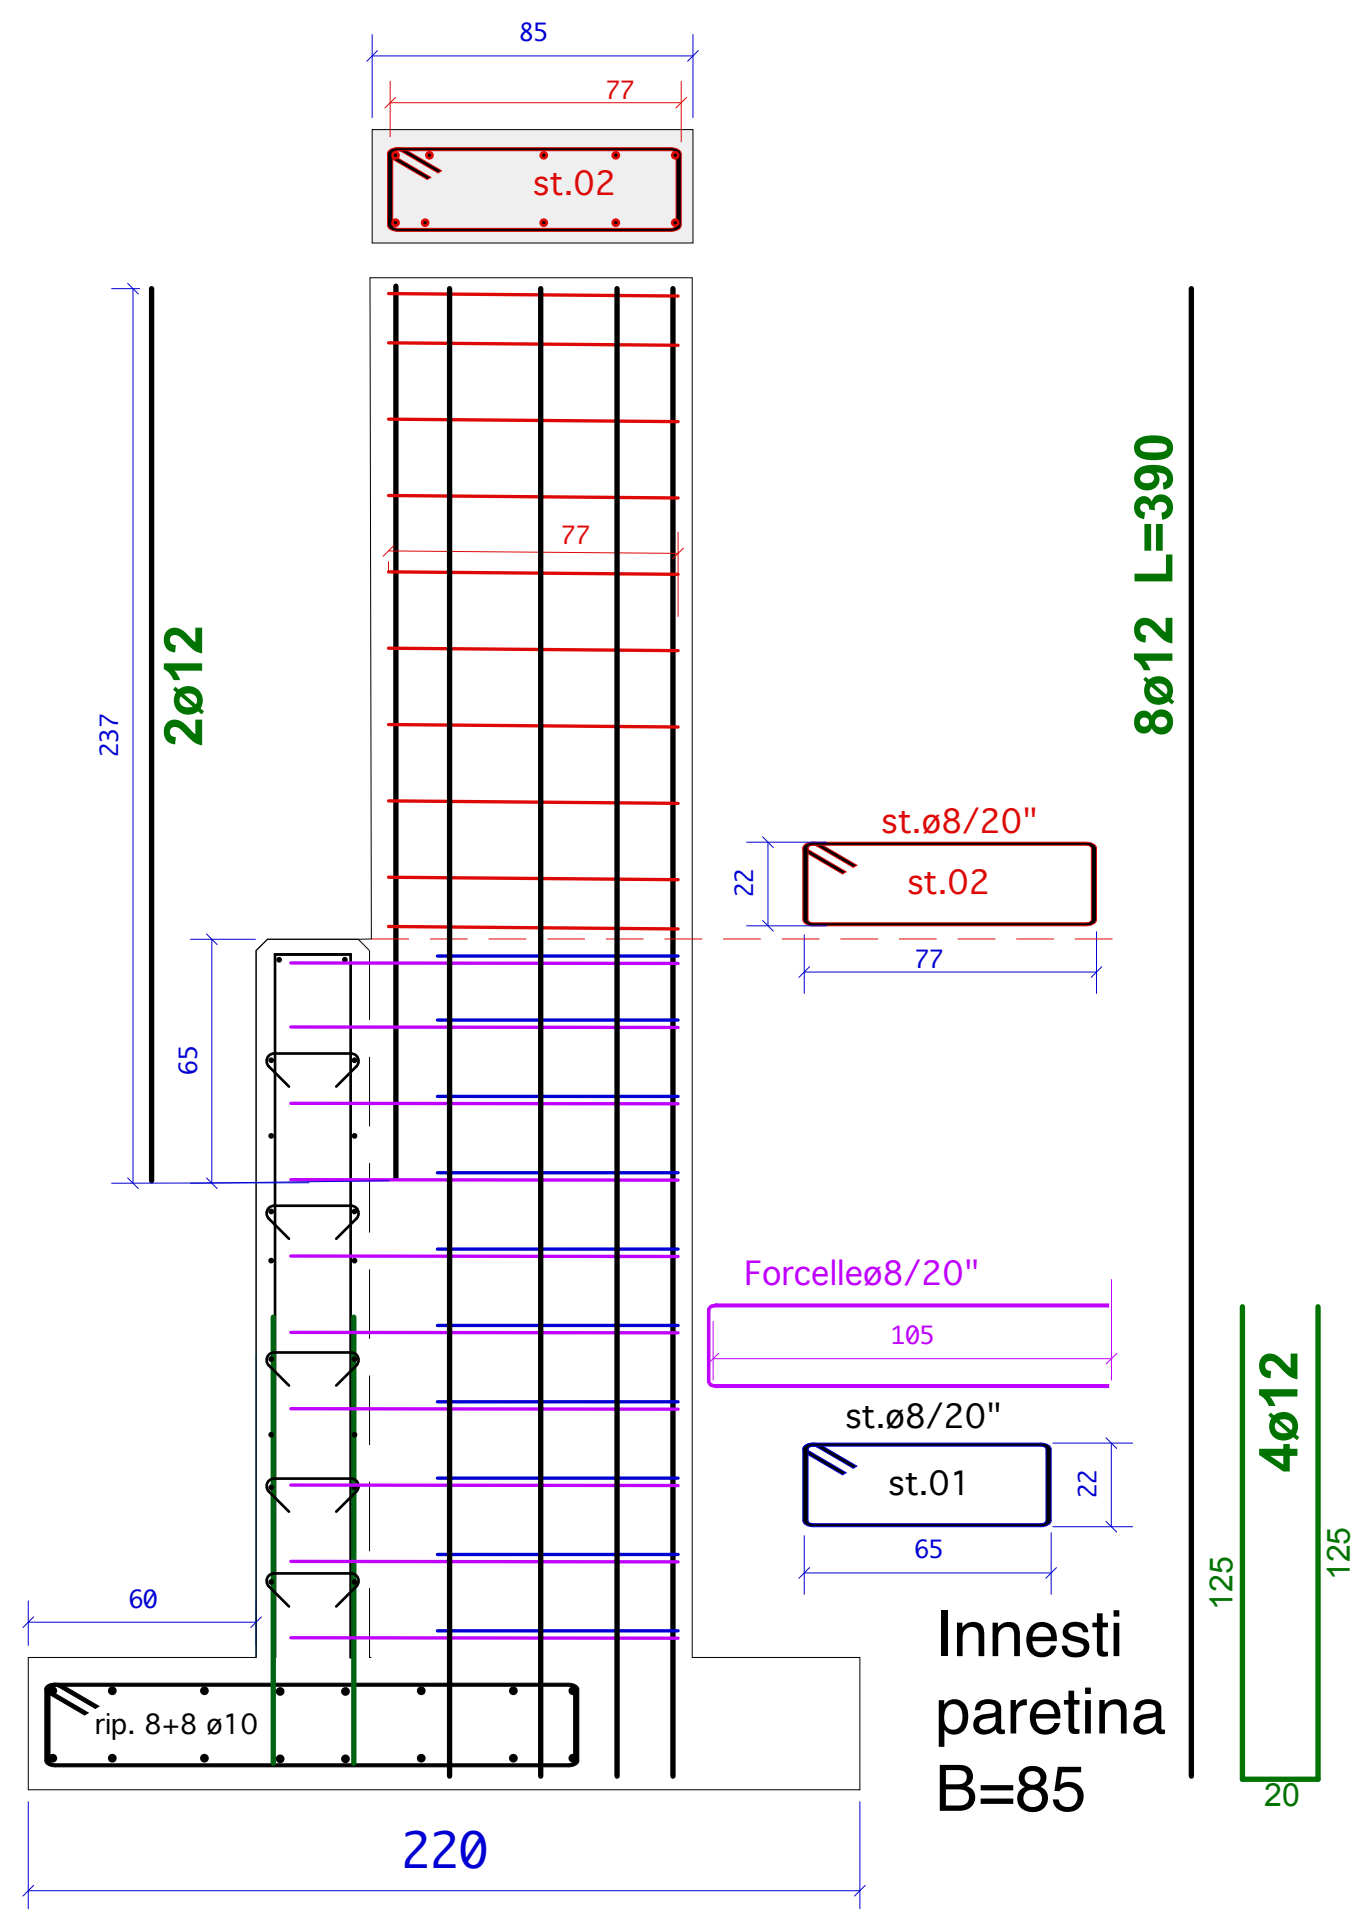 85
77
st.02
8ø12 L=390
77
2ø12
237
st.ø8/20"
st.02
22
77
65
Forcelleø8/20"
105
4ø12
st.ø8/20"
st.01
22
65
125
125
60
Innesti
paretina
B=85
rip. 8+8 ø10
20
220